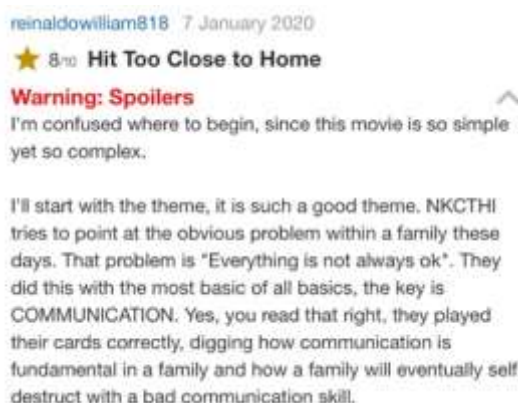 reinaldowilliam818 7 January 2020
8/10 Hit Too Close to Home
Warning: Spoilers
I'm confused where to begin, since this movie is so simple
yet so complex.
I'll start with the theme, it is such a good theme. NKCTHI
tries to point at the obvious problem within a family these
days. That problem is "Everything is not always ok". They
did this with the most basic of all basics, the key is
COMMUNICATION. Yes, you read that right, they played
their cards correctly, digging how communication is
fundamental in a family and how a family will eventually self
destruct with a bad communication skill.